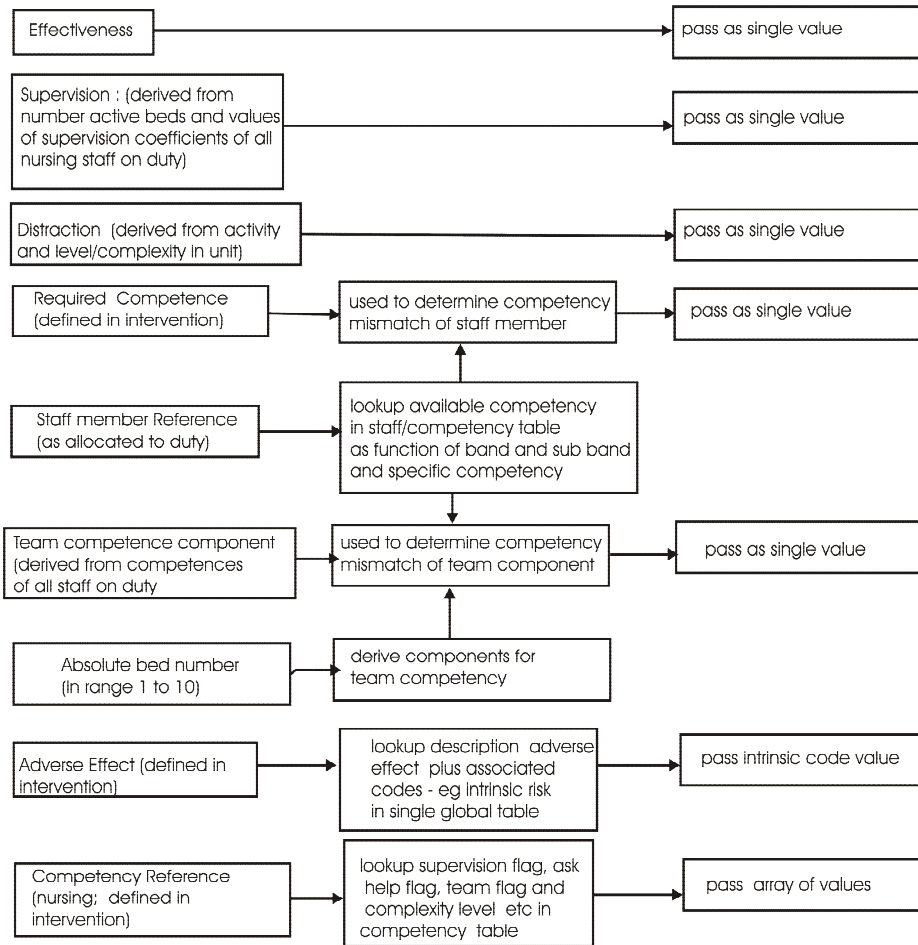 Effectiveness
pass as single value
Supervision : (derived from
number active beds and values
of supervision coefficients of all
nursing staff on duty)
pass as single value
Distraction (derived from activity
and level/complexity in unit)
pass as single value
Required Competence
(defined in intervention)
used to determine competency
mismatch of staff member
pass as single value
Staff member Reference
(as allocated to duty)
lookup available competency
in staff/competency table
as function of band and sub band
and specific competency
Team competence component
(derived from competences
of all staff on duty
used to determine competency
mismatch of team component
pass as single value
Absolute bed number
(in range 1 to 10)
derive components for
team competency
Adverse Effect (defined in
intervention)
lookup description adverse
effect plus associated
codes - eg intrinsic risk
in single global table
pass intrinsic code value
Competency Reference
(nursing; defined in
intervention)
lookup supervision flag, ask
help flag, team flag and
complexity level etc in
competency table
pass array of values